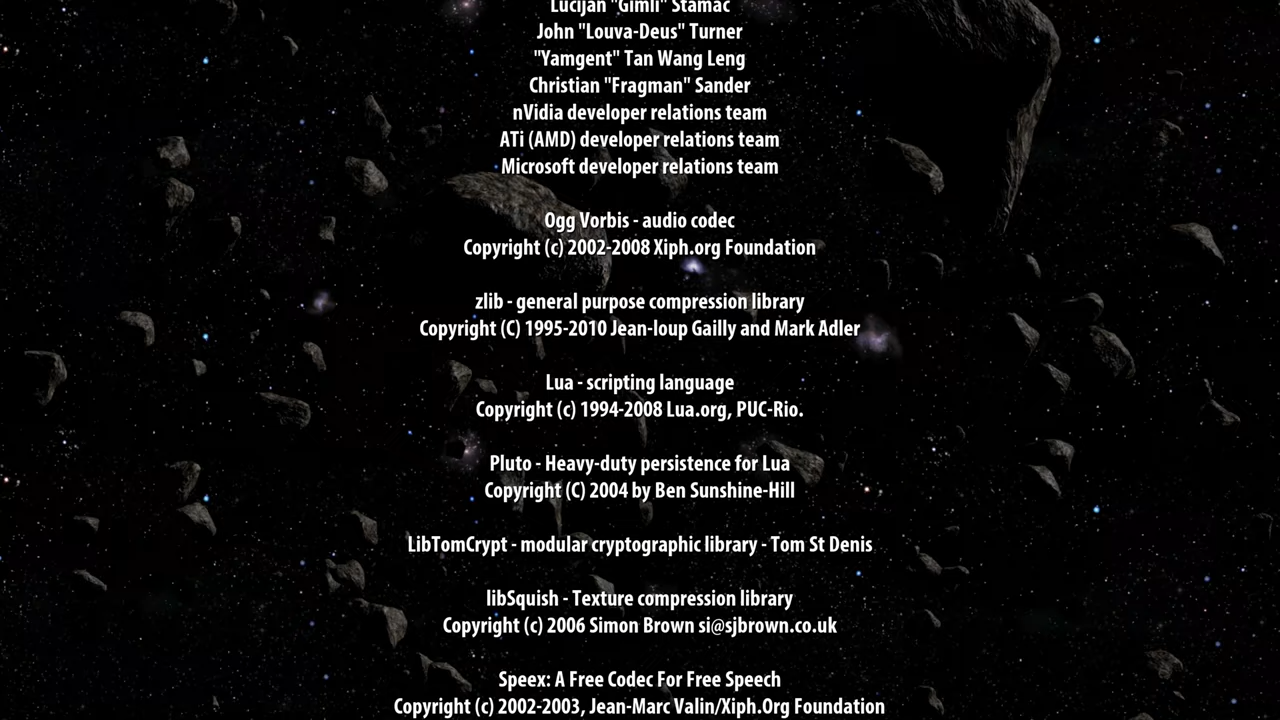 Lucijan "Gimli" Stamac
John "Louva-Deus" Turner
"Yamgent" Tan Wang Leng
Christian "Fragman" Sander
nVidia developer relations team
ATi (AMD) developer relations team
Microsoft developer relations team
Ogg Vorbis - audio codec
Copyright (c) 2002-2008 Xiph.org Foundation
zlib - general purpose compression library
Copyright (C) 1995-2010 Jean-loup Gailly and Mark Adler
Lua - scripting language
Copyright (c) 1994-2008 Lua.org, PUC-Rio.
Pluto - Heavy-duty persistence for Lua
Copyright (C) 2004 by Ben Sunshine-Hill
LibTomCrypt - modular cryptographic library - Tom St Denis
libSquish - Texture compression library
Copyright (c) 2006 Simon Brown si@sjbrown.co.uk
Speex: A Free Codec For Free Speech
Copyright (c) 2002-2003, Jean-Marc Valin/Xiph.Org Foundation